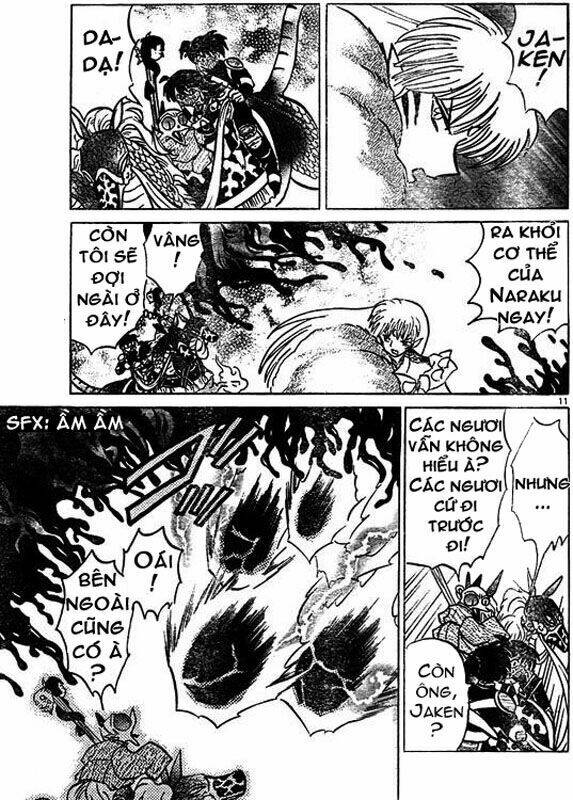 JA-
KEN!
DA-
DẠ!
RA KHỎI
CƠ THỂ
CỦA
NARAKU
NGAY!
VÂNG
!
CÒN
TÔI SẼ
ĐỢI
NGÀI Ở
ĐÂY!
11
NHƯNG
...
CÁC NGƯƠI
VẪN KHÔNG
HIỂU À?
CÁC NGƯƠI
CỨ ĐI
TRƯỚC
ĐI!
CÒN
ÔNG,
JAKEN
?
SFX: ẦM ẦM
OÁI
!
BÊN
NGOÀI
CŨNG
CÓ À
?